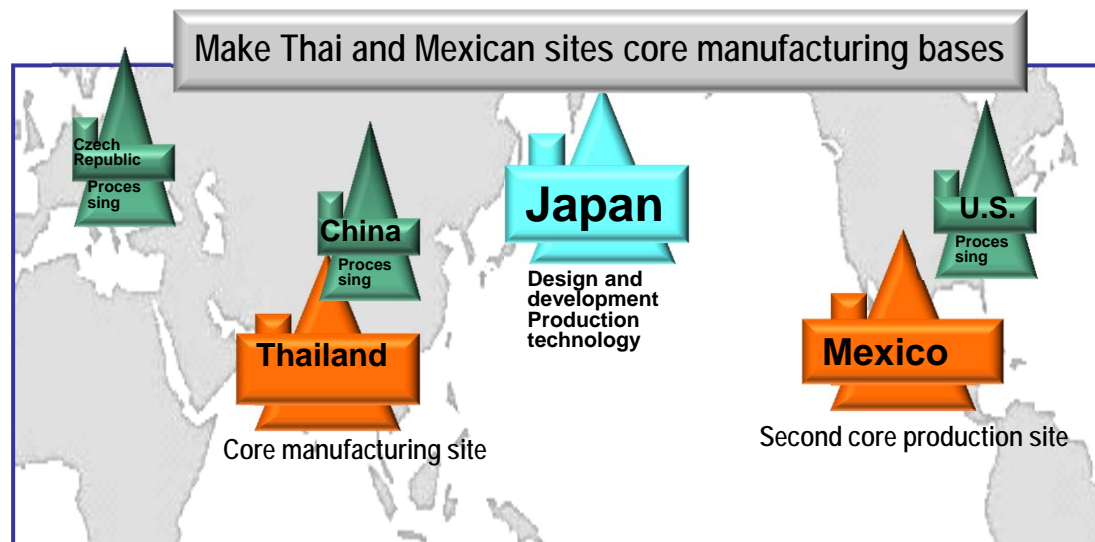 Make Thai and Mexican sites core manufacturing bases
Czech
Republic
Proces
sing
China
Proces
sing
Japan
Design and
development
Production
technology
U.S.
Proces
sing
Thailand
Core manufacturing site
Mexico
Second core production site